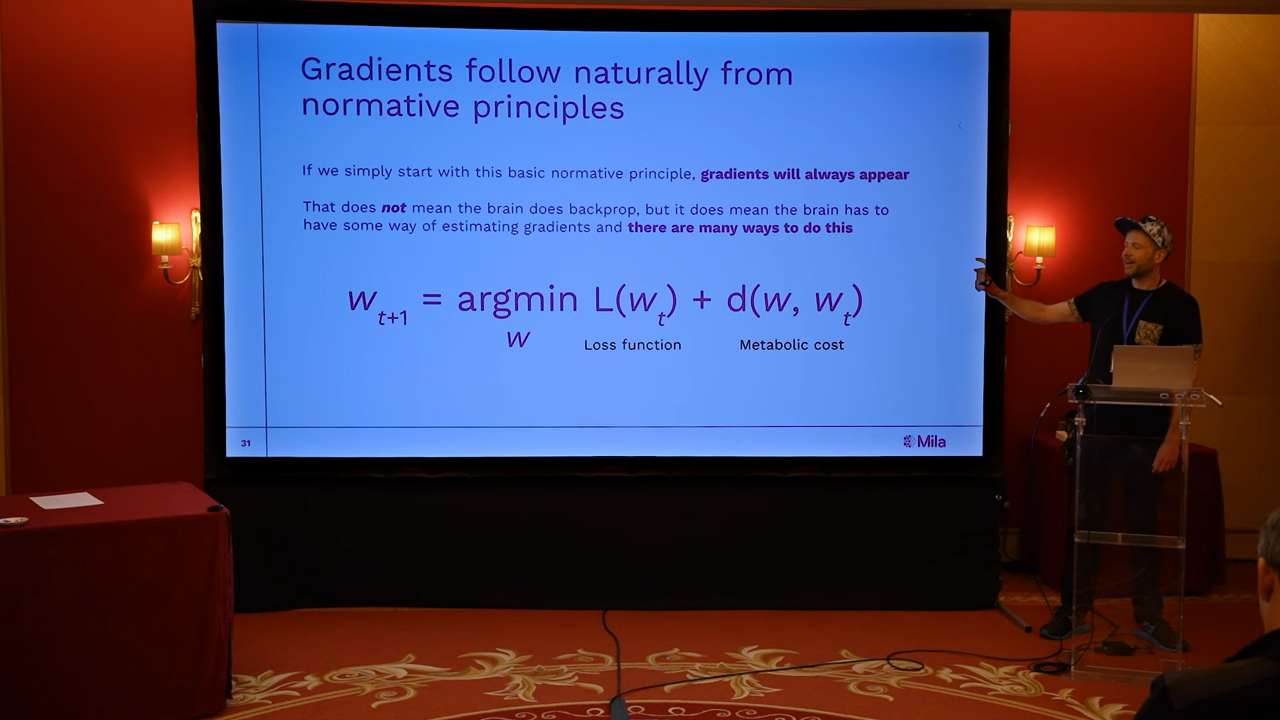 Gradients follow naturally from
normative principles
If we simply start with this basic normative principle, gradients will always appear
That does not mean the brain does backprop, but it does mean the brain has to
have some way of estimating gradients and there are many ways to do this
w_{t+1} = argmin L(w_t) + d(w, w_t)
w
Loss function
Metabolic cost
31
Mila